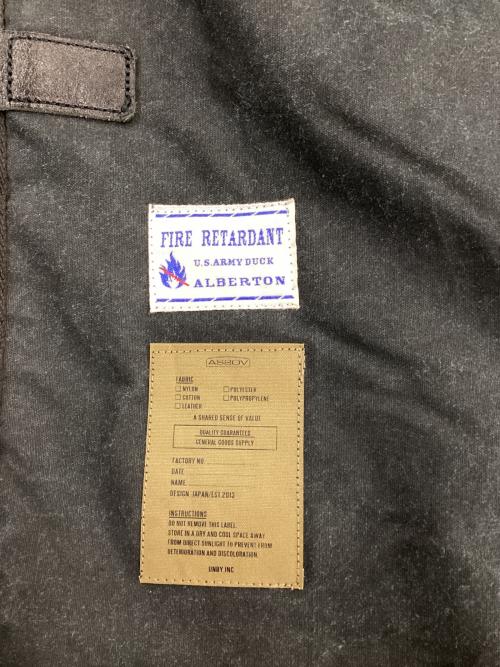 FIRE RETARDANT
U.S.ARMY DUCK
ALBERTON
AS2OV
FABRIC
□ NYLON □ POLYESTER
□ COTTON □ POLYPROPYLENE
□ LEATHER
A SHARED SENSE OF VALUE
QUALITY GUARANTEED
GENERAL GOODS SUPPLY
FACTORY NO.
DATE
NAME
DESIGN JAPAN/EST.2013
INSTRUCTIONS
DO NOT REMOVE THIS LABEL.
STORE IN A DRY AND COOL SPACE AWAY
FROM DIRECT SUNLIGHT TO PREVENT FROM
DETERIORATION AND DISCOLORATION.
UNBY INC